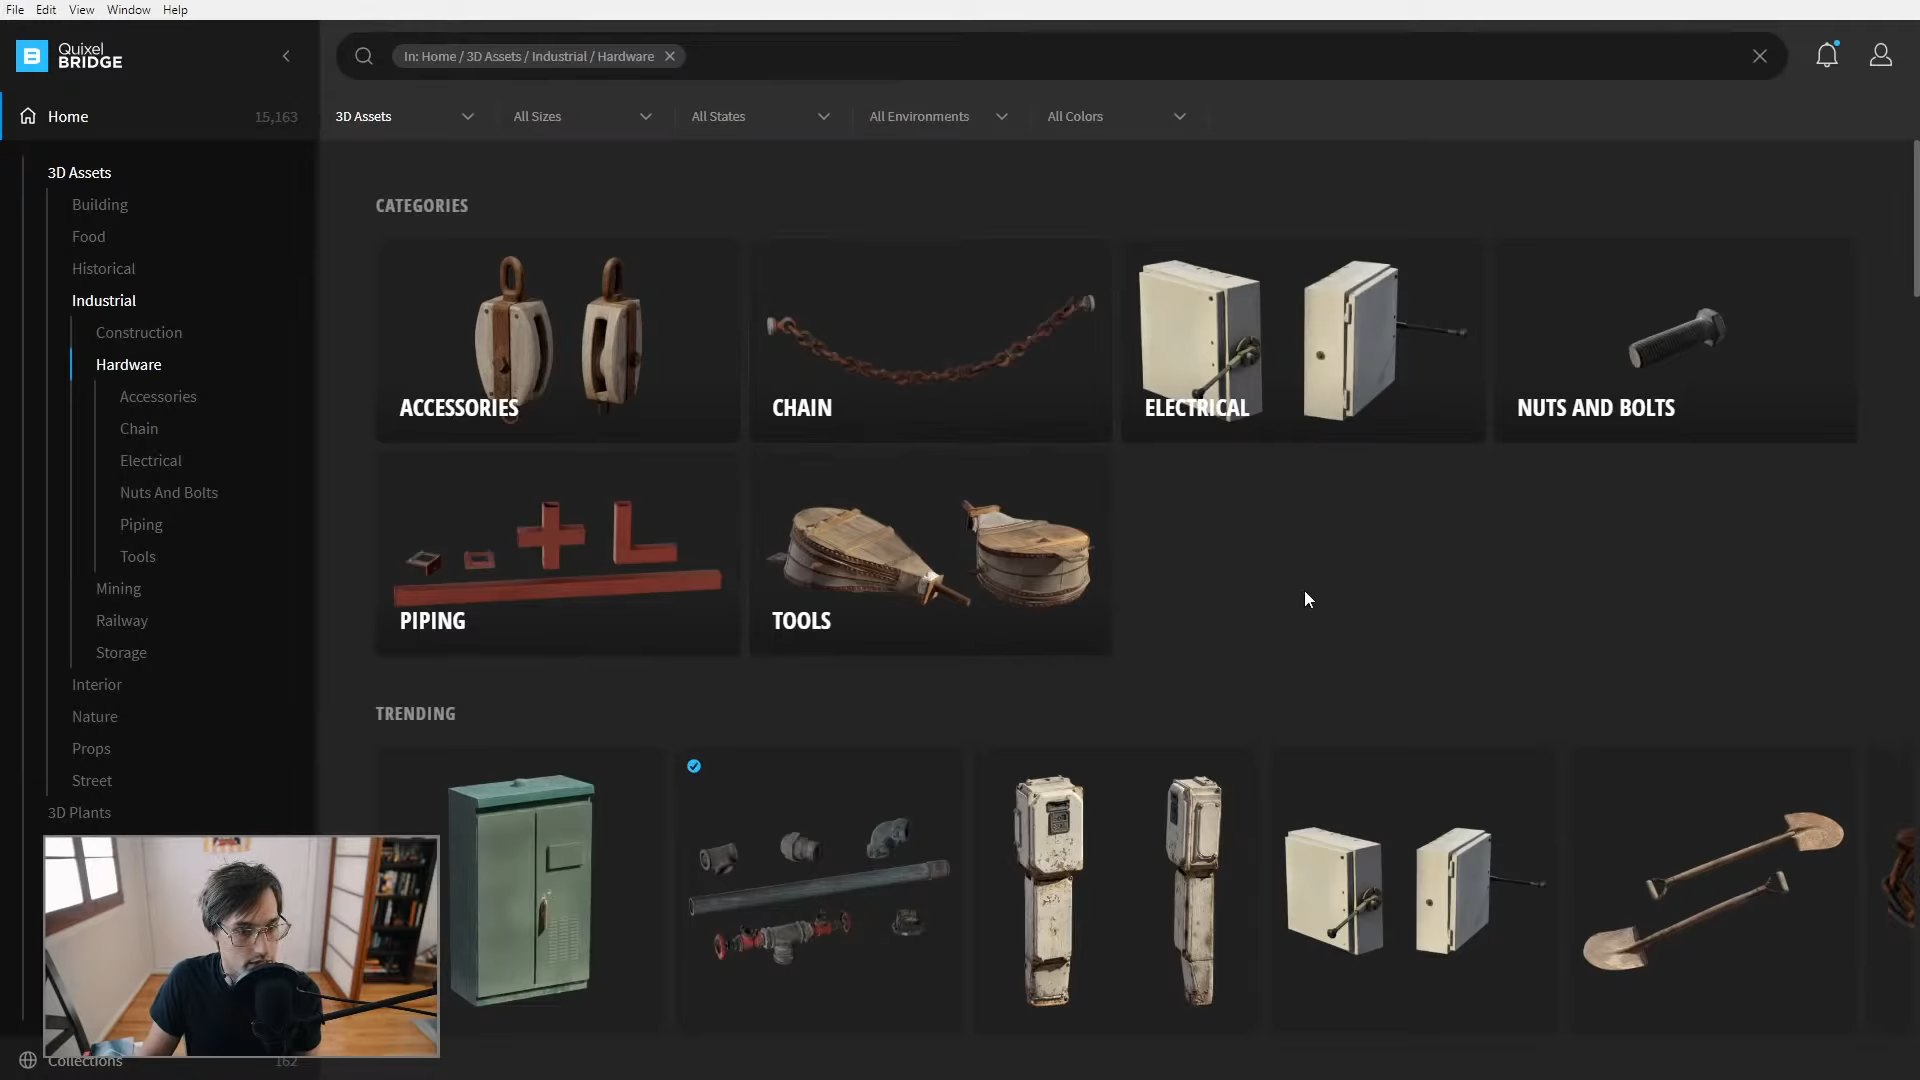 File Edit View Window Help
Quixel
BRIDGE
In: Home / 3D Assets / Industrial / Hardware
Home 15,163
3D Assets All Sizes All States All Environments All Colors
3D Assets
Building
Food
Historical
Industrial
Construction
Hardware
Accessories
Chain
Electrical
Nuts And Bolts
Piping
Tools
Mining
Railway
Storage
Interior
Nature
Props
Street
3D Plants
Collections 162
CATEGORIES
ACCESSORIES
CHAIN
ELECTRICAL
NUTS AND BOLTS
PIPING
TOOLS
TRENDING